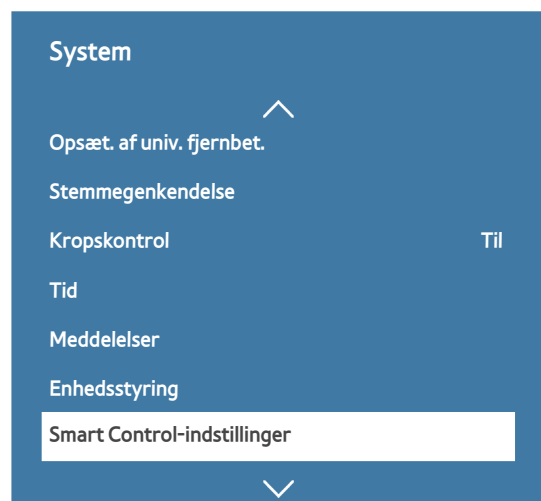 System
Opsæt. af univ. fjernbet.
Stemmegenkendelse
Kropskontrol Til
Tid
Meddelelser
Enhedsstyring
Smart Control-indstillinger